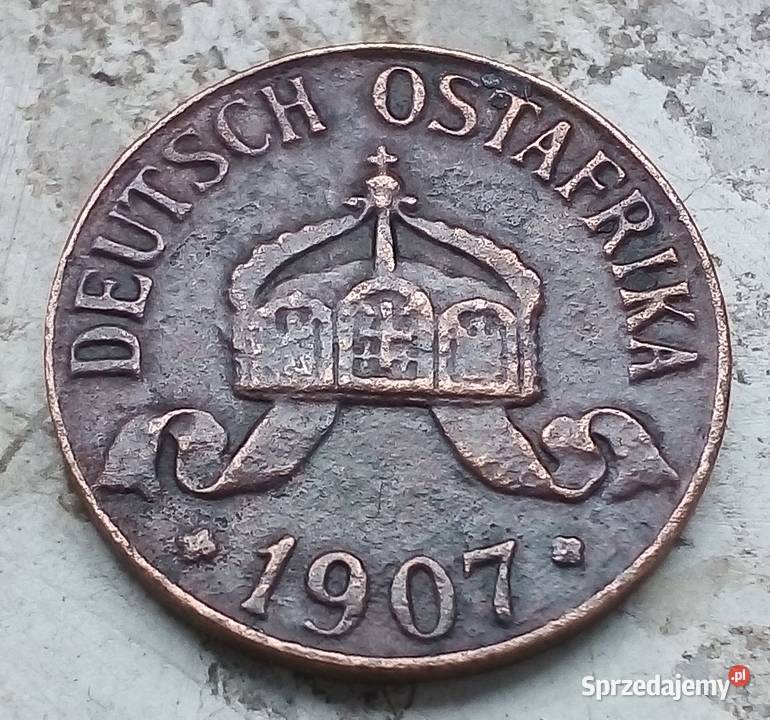 DEUTSCH OSTAFRIKA
1907
Sprzedajemy.pl